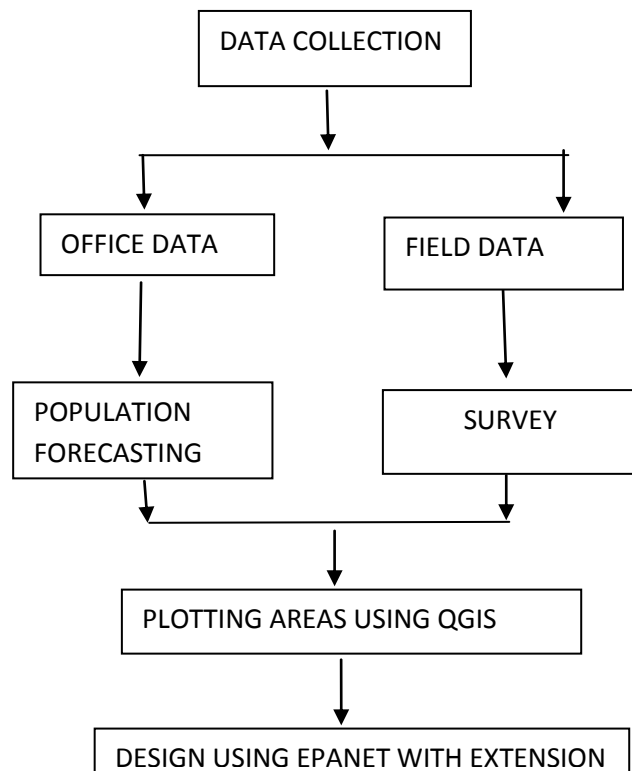 DATA COLLECTION
OFFICE DATA
FIELD DATA
POPULATION
FORECASTING
SURVEY
PLOTTING AREAS USING QGIS
DESIGN USING EPANET WITH EXTENSION